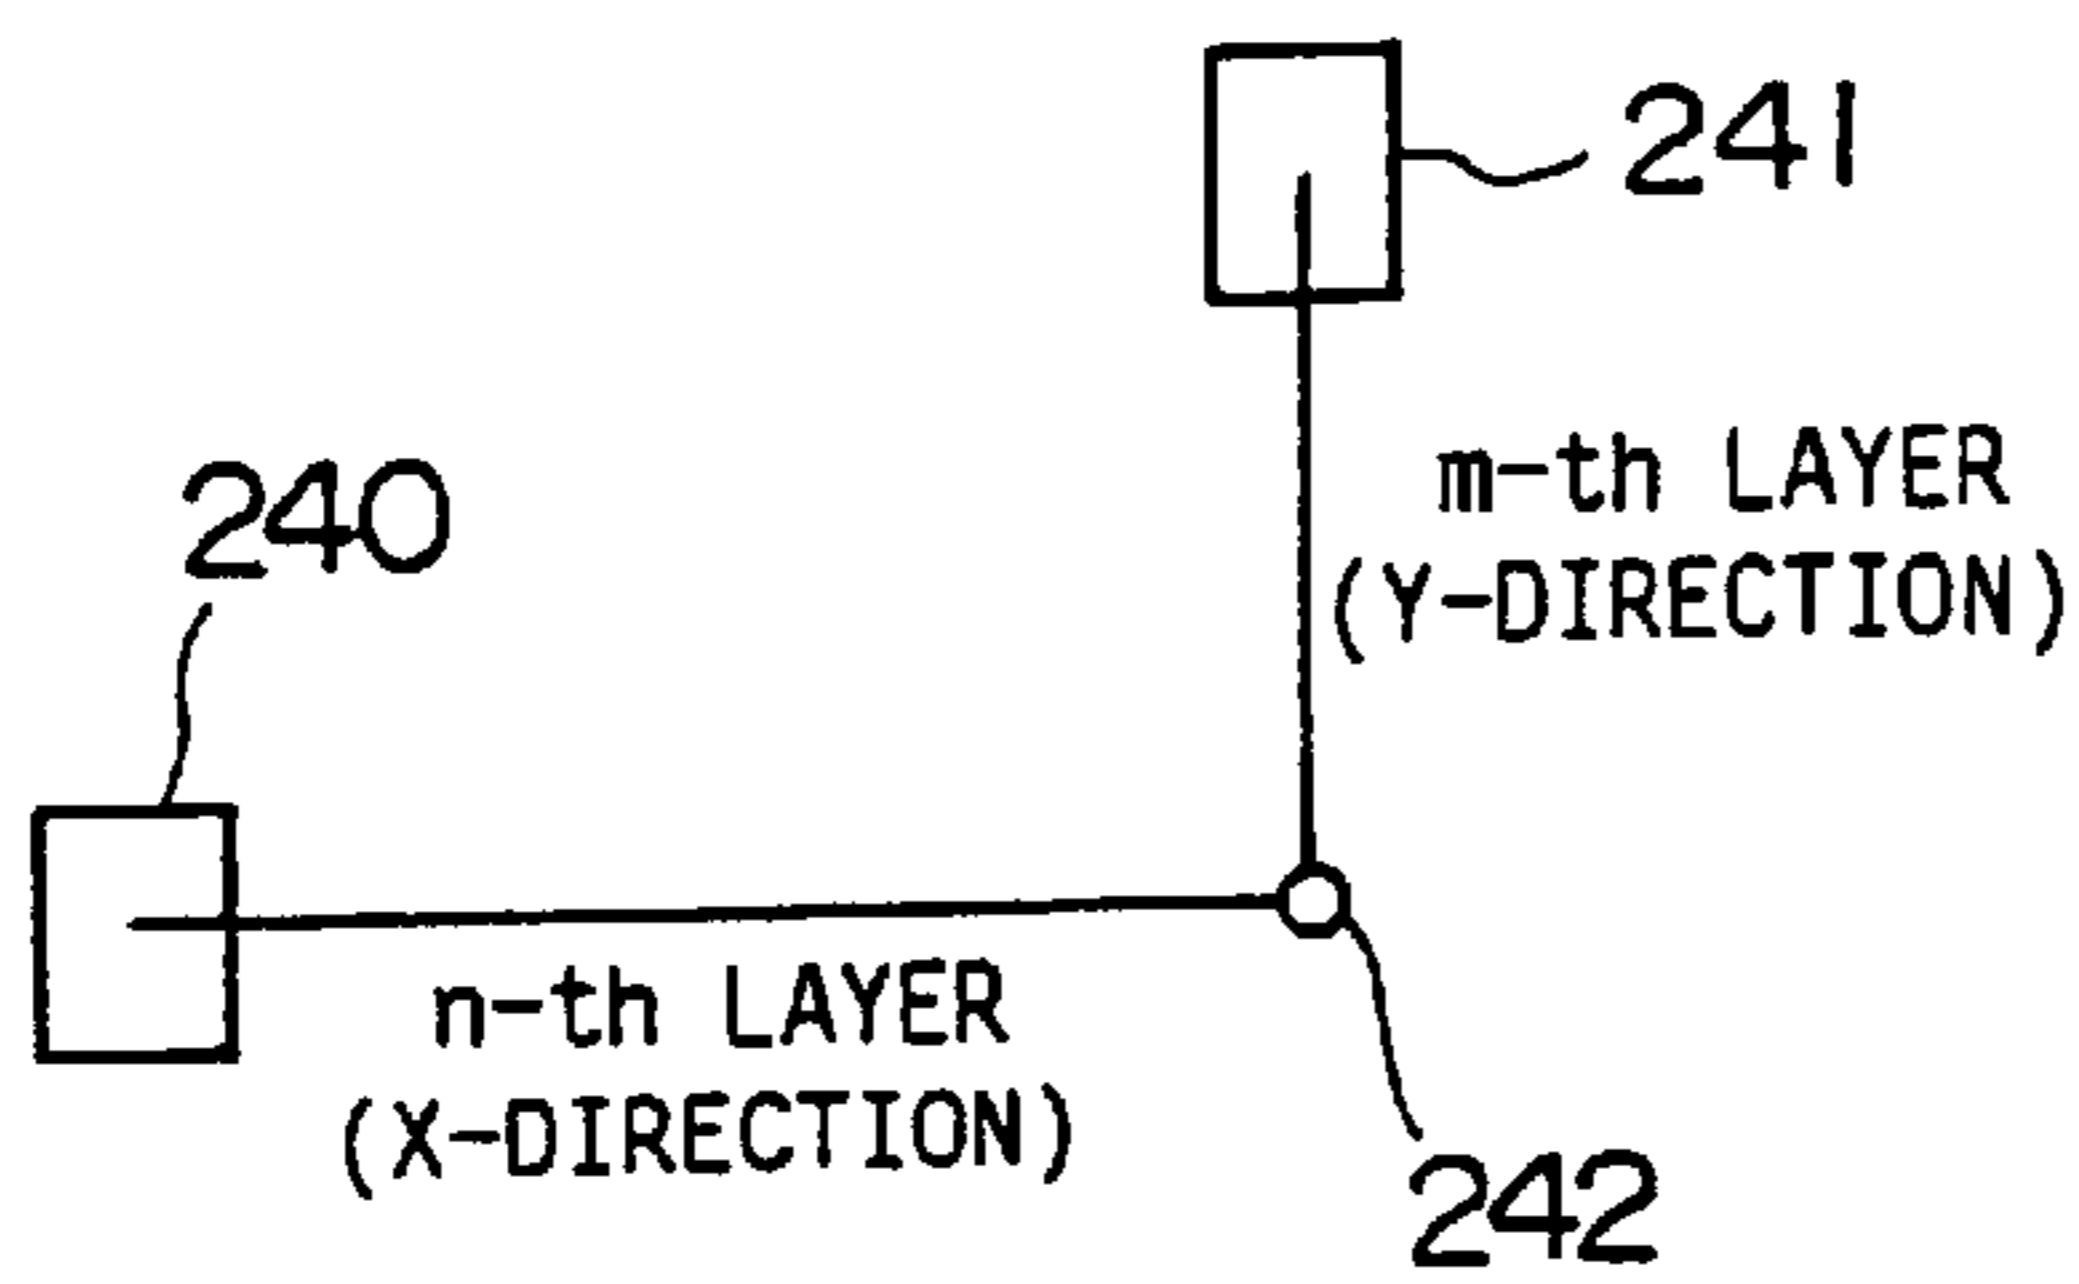 241
m-th LAYER
(Y-DIRECTION)
240
n-th LAYER
(X-DIRECTION)
242